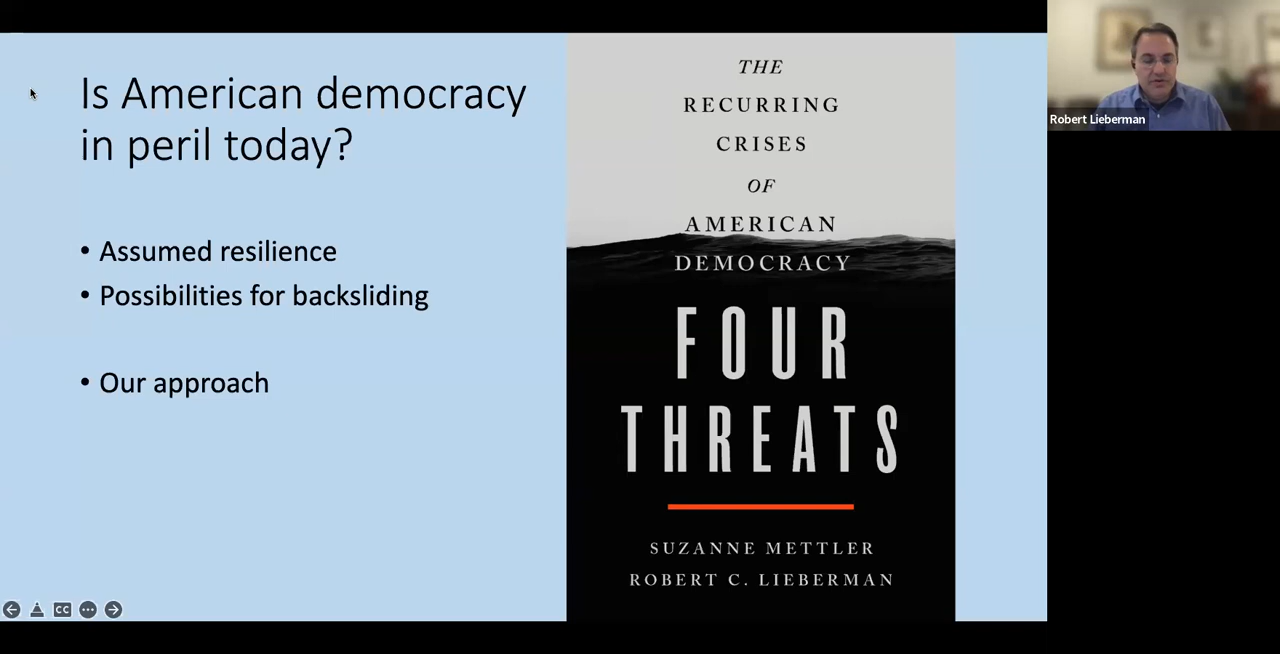 Is American democracy
in peril today?
• Assumed resilience
• Possibilities for backsliding
• Our approach
THE
RECURRING
CRISES
OF
AMERICAN
DEMOCRACY
FOUR
THREATS
SUZANNE METTLER
ROBERT C. LIEBERMAN
Robert Lieberman
CC